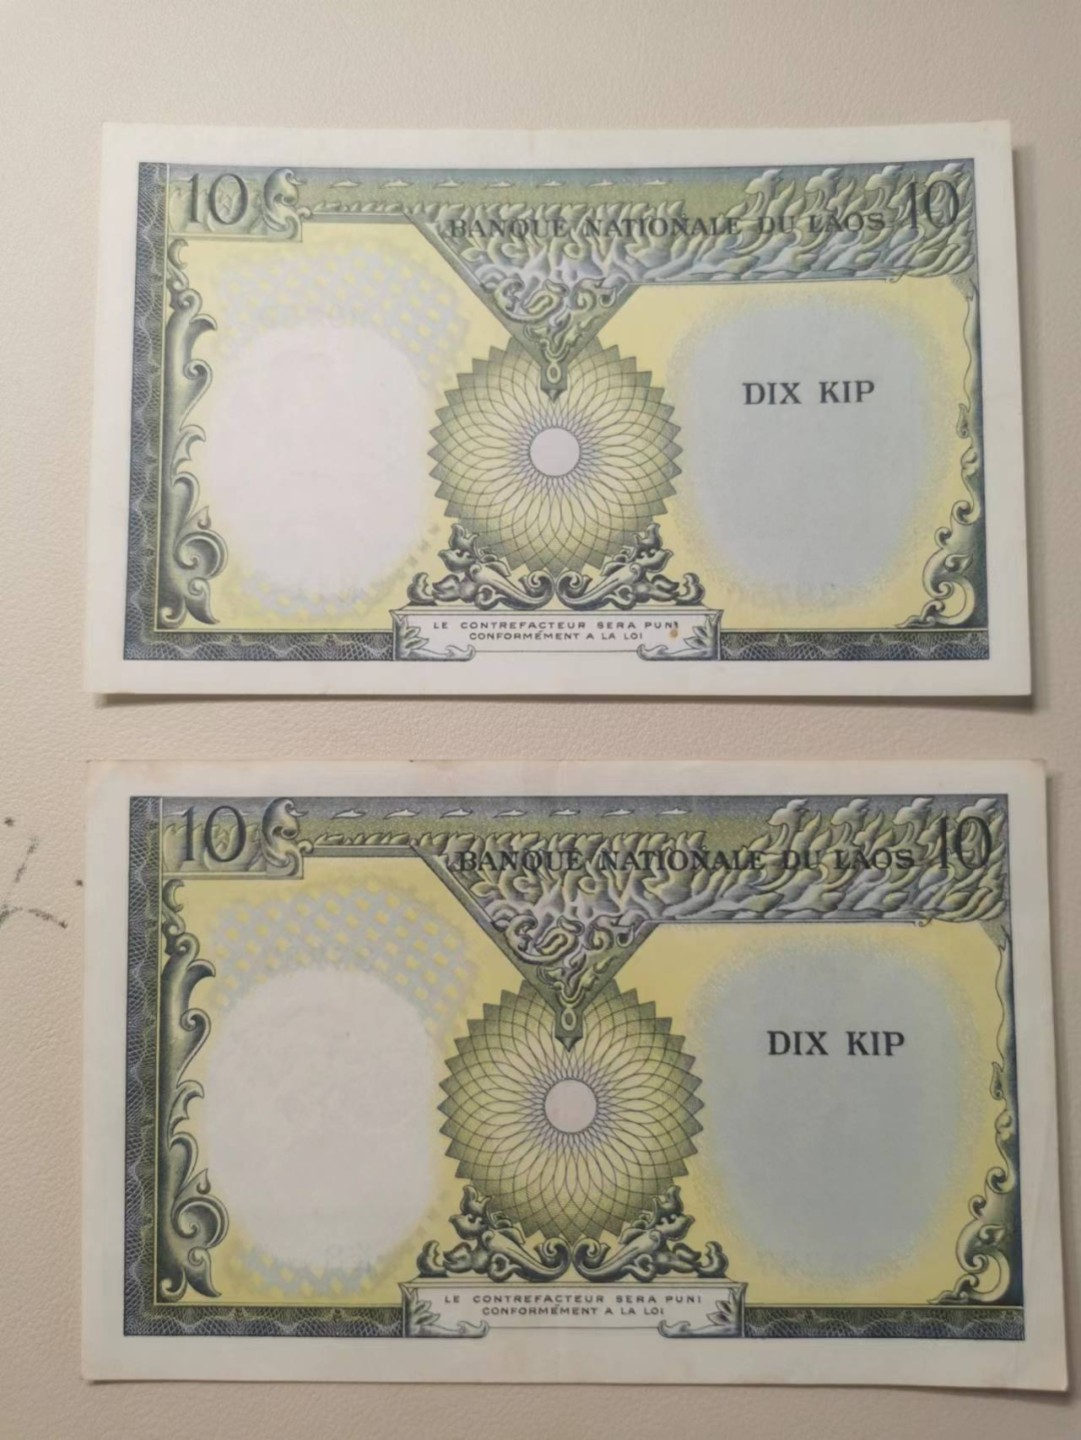 10
BANQUE NATIONALE DU LAOS 10
DIX KIP
LE CONTREFACTEUR SERA PUNI
CONFORMÉMENT A LA LOI
10
BANQUE NATIONALE DU LAOS 10
DIX KIP
LE CONTREFACTEUR SERA PUNI
CONFORMÉMENT A LA LOI